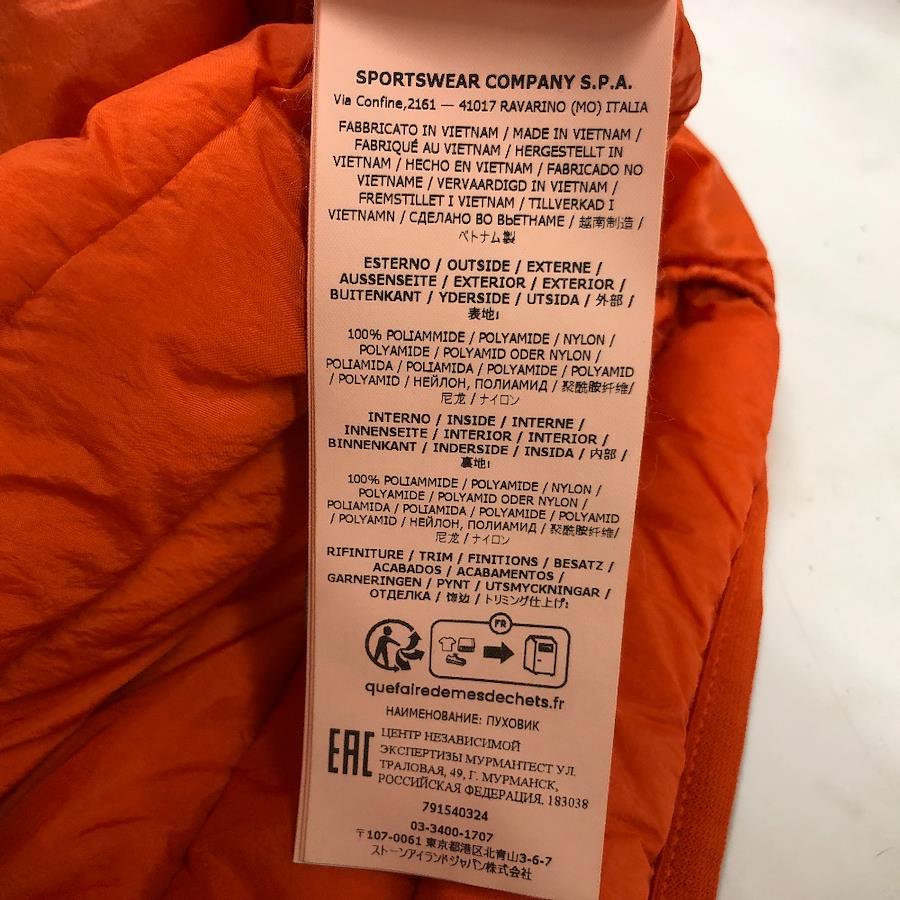 SPORTSWEAR COMPANY S.P.A.
Via Confine,2161 — 41017 RAVARINO (MO) ITALIA
FABBRICATO IN VIETNAM / MADE IN VIETNAM /
FABRIQUÉ AU VIETNAM / HERGESTELLT IN
VIETNAM / HECHO EN VIETNAM / FABRICADO NO
VIETNAME / VERVAARDIGD IN VIETNAM /
FREMSTILLET I VIETNAM / TILLVERKAD I
VIETNAMN / СДЕЛАНО ВО ВЬЕТНАМЕ / 越南制造 /
ベトナム製
ESTERNO / OUTSIDE / EXTERNE /
AUSSENSEITE / EXTERIOR / EXTERIOR /
BUITENKANT / YDERSIDE / UTSIDA / 外部 /
表地:
100% POLIAMMIDE / POLYAMIDE / NYLON /
POLYAMIDE / POLYAMID ODER NYLON /
POLIAMIDA / POLIAMIDA / POLYAMIDE / POLYAMID
/ POLYAMID / НЕЙЛОН, ПОЛИАМИД / 聚酰胺纤维/
尼龙 / ナイロン
INTERNO / INSIDE / INTERNE /
INNENSEITE / INTERIOR / INTERIOR /
BINNENKANT / INDERSIDE / INSIDA / 内部 /
裏地:
100% POLIAMMIDE / POLYAMIDE / NYLON /
POLYAMIDE / POLYAMID ODER NYLON /
POLIAMIDA / POLIAMIDA / POLYAMIDE / POLYAMID
/ POLYAMID / НЕЙЛОН, ПОЛИАМИД / 聚酰胺纤维/
尼龙 / ナイロン
RIFINITURE / TRIM / FINITIONS / BESATZ /
ACABADOS / ACABAMENTOS /
GARNERINGEN / PYNT / UTSMYCKNINGAR /
ОТДЕЛКА / 饰边 / トリミング仕上げ:
FR
quefairedemesdechets.fr
НАИМЕНОВАНИЕ: ПУХОВИК
EAC
ЦЕНТР НЕЗАВИСИМОЙ
ЭКСПЕРТИЗЫ МУРМАНТЕСТ УЛ.
ТРАЛОВАЯ, 49, Г. МУРМАНСК,
РОССИЙСКАЯ ФЕДЕРАЦИЯ, 183038
791540324
03-3400-1707
〒107-0061 東京都港区北青山3-6-7
ストーンアイランドジャパン株式会社